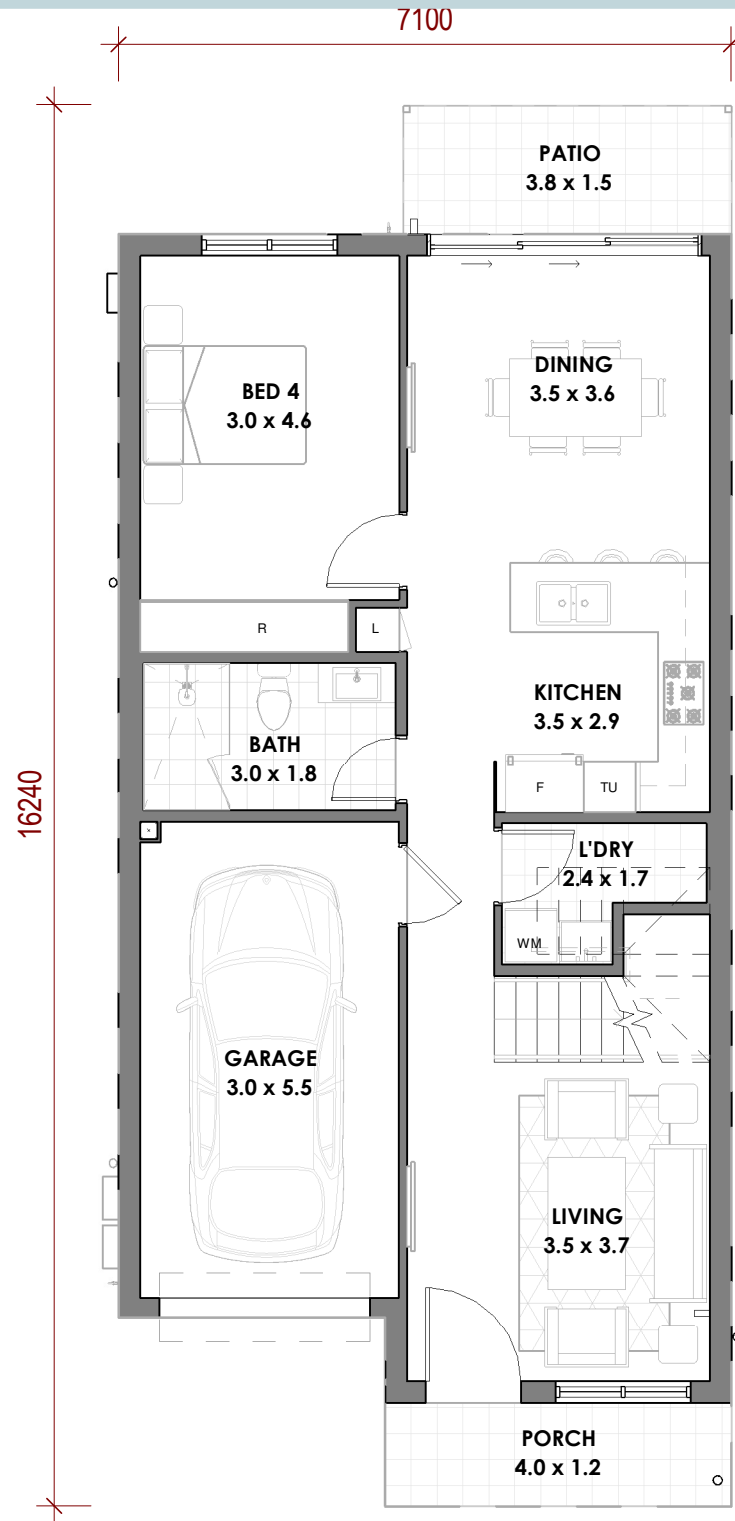 7100
PATIO
3.8 x 1.5
DINING
3.5 x 3.6
BED 4
3.0 x 4.6
R
L
KITCHEN
3.5 x 2.9
BATH
3.0 x 1.8
F
TU
16240
L'DRY
2.4 x 1.7
WM
GARAGE
3.0 x 5.5
LIVING
3.5 x 3.7
PORCH
4.0 x 1.2